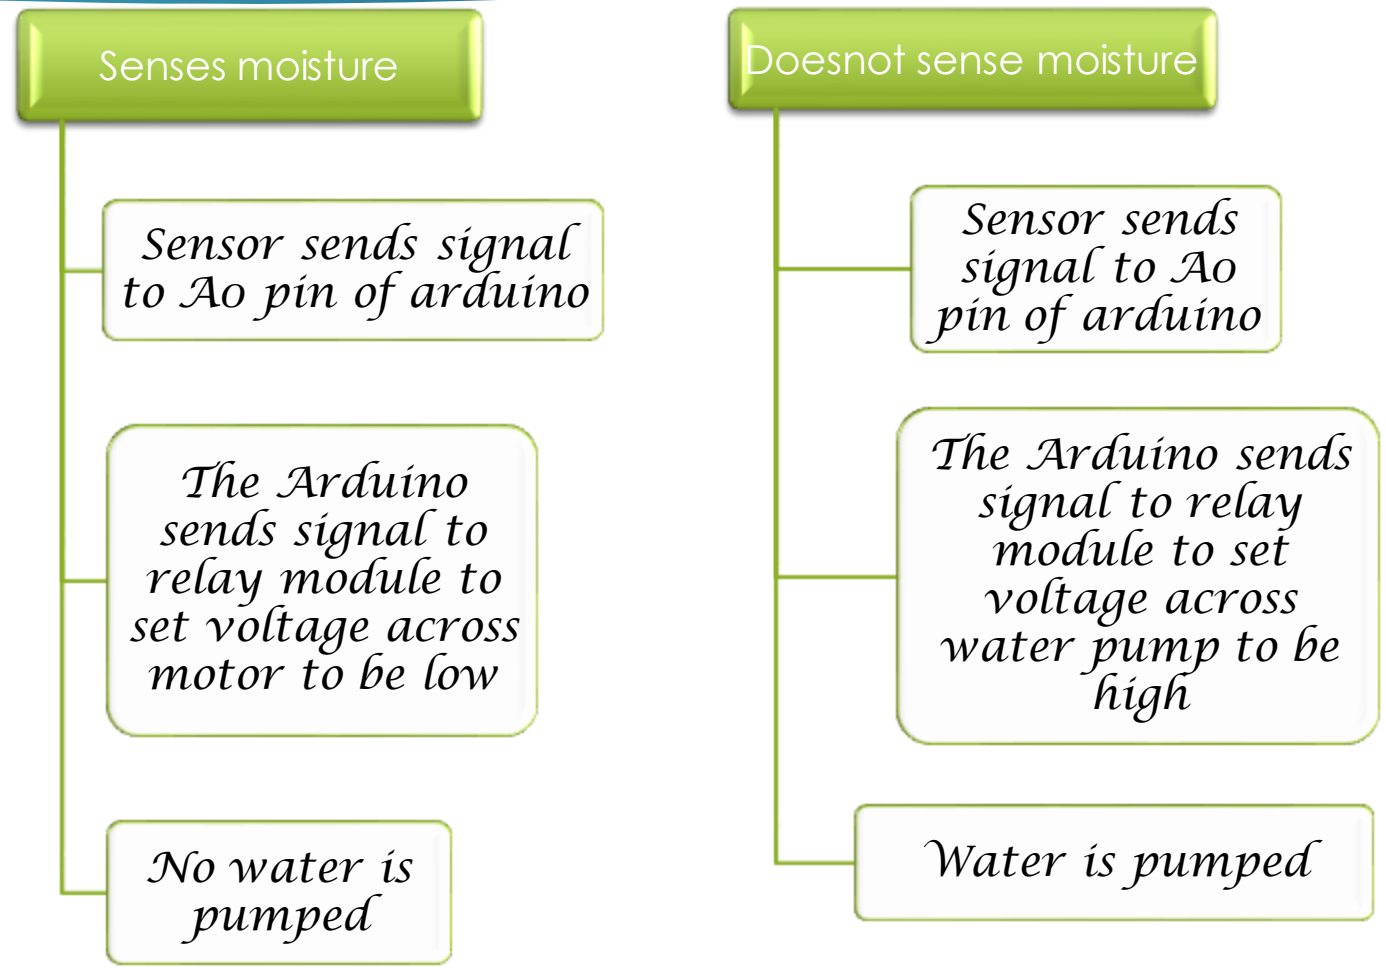 Senses moisture
Sensor sends signal
to A0 pin of arduino
The Arduino
sends signal to
relay module to
set voltage across
motor to be low
No water is
pumped
Doesnot sense moisture
Sensor sends
signal to A0
pin of arduino
The Arduino sends
signal to relay
module to set
voltage across
water pump to be
high
Water is pumped